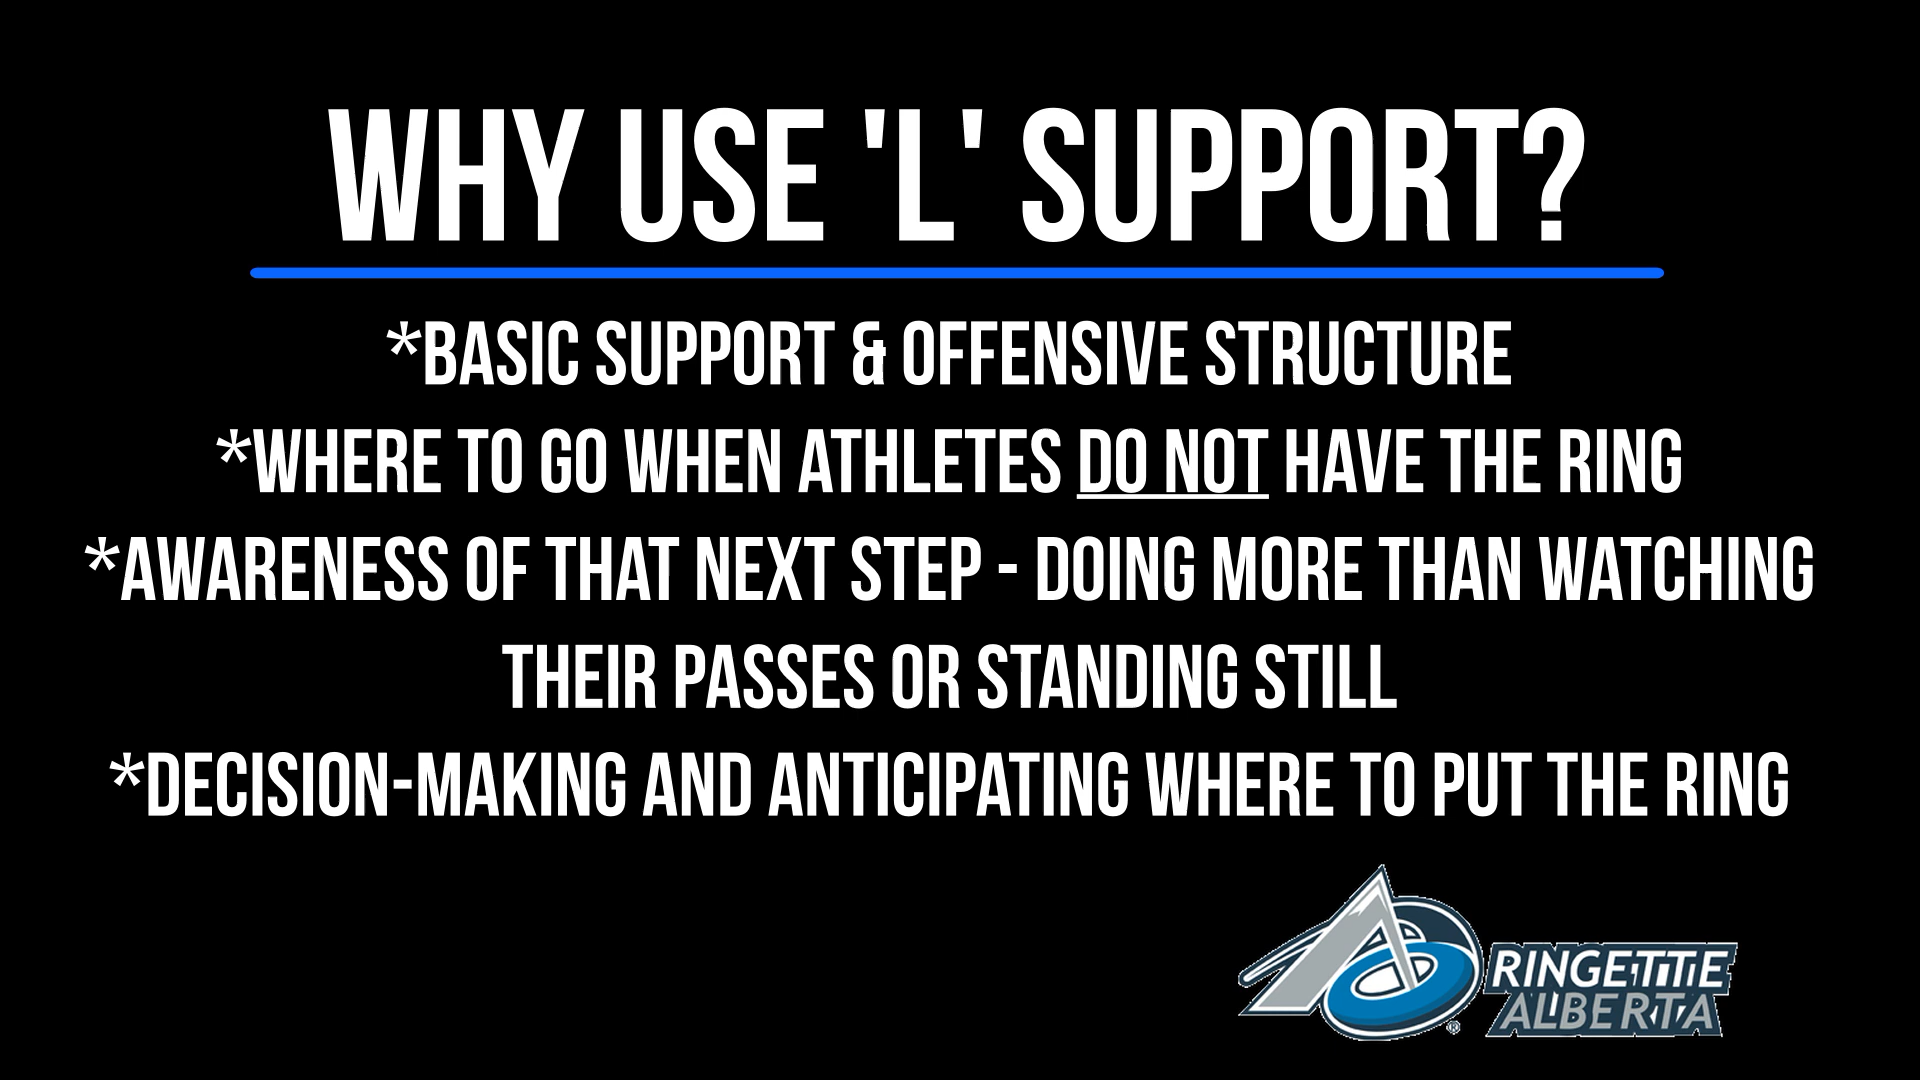 WHY USE 'L' SUPPORT?
*BASIC SUPPORT & OFFENSIVE STRUCTURE
*WHERE TO GO WHEN ATHLETES DO NOT HAVE THE RING
*AWARENESS OF THAT NEXT STEP - DOING MORE THAN WATCHING
THEIR PASSES OR STANDING STILL
*DECISION-MAKING AND ANTICIPATING WHERE TO PUT THE RING
RINGETTE
ALBERTA
®